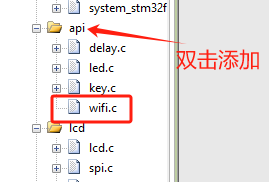 system_stm32f
api
双击添加
delay.c
led.c
key.c
wifi.c
lcd
lcd.c
spi.c